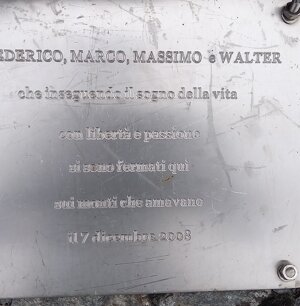 EDERICO, MARCO, MASSIMO e WALTER
che inseguendo il sogno della vita
con libertà e passione
si sono fermati qui
sui monti che amavano
il 7 dicembre 2008